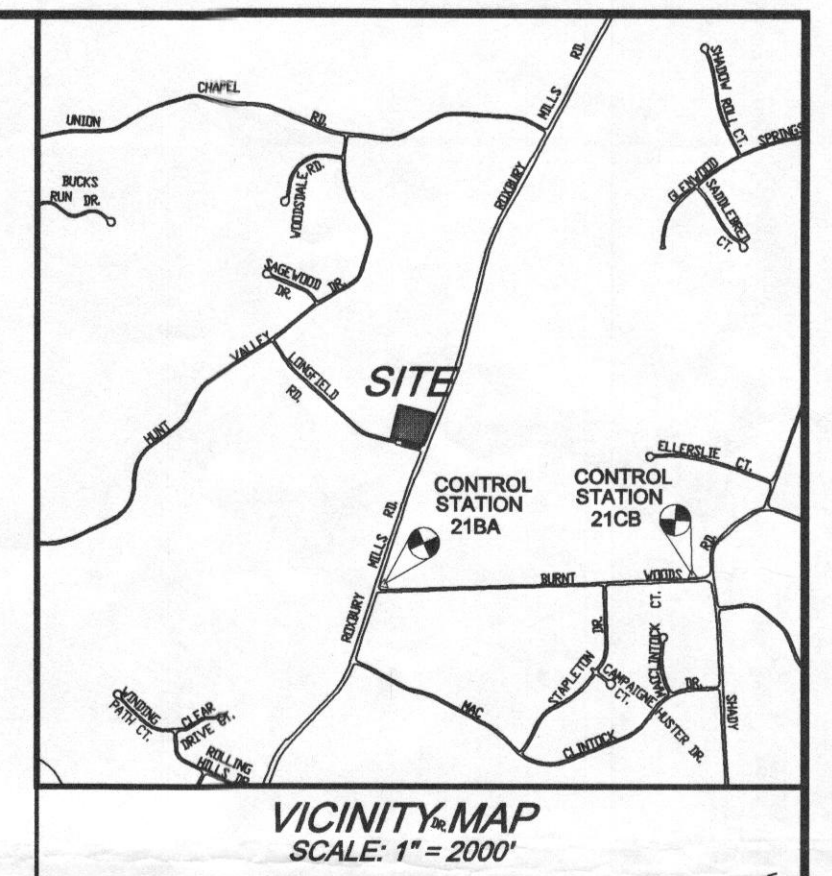 UNION CHAPEL RD.
ROXBURY MILLS RD.
SHADOW ROLL CT.
GLENWOOD SPRINGS
SADDLEBRED CT.
BUCKS
RUN DR.
WOODSDALE RD.
SAGEWOOD
DR.
HUNT VALLEY DR.
LONGFIELD
RD.
SITE
ELLERSLIE CT.
CONTROL
STATION
21BA
CONTROL
STATION
21CB
ROXBURY MILLS RD.
BURNT WOODS RD.
STAPLETON DR.
CAMPAIGNE
CT.
MACCLINTOCK CT.
MAC CLINTOCK DR.
HUSTER DR.
SHADY
WINDING
PATH CT.
CLEAR
DRIVE CT.
ROLLING
HILLS DR.
VICINITY DR. MAP
SCALE: 1" = 2000'